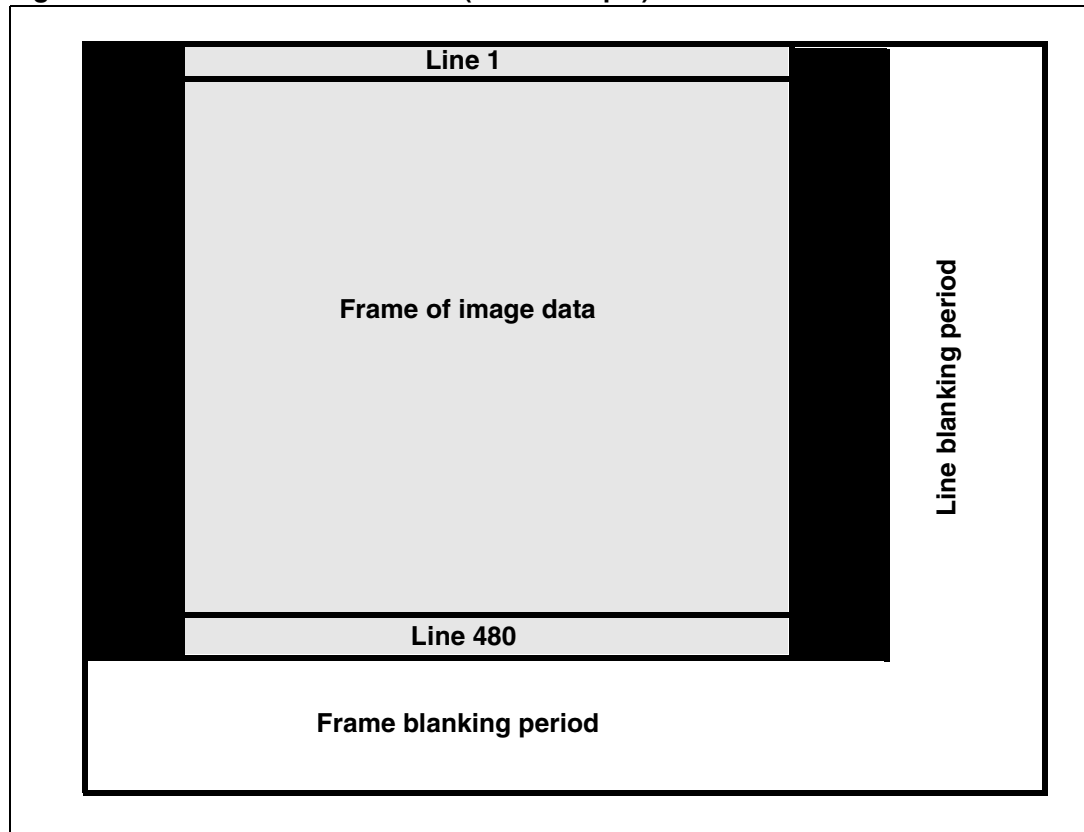 Line 1
Frame of image data
Line blanking period
Line 480
Frame blanking period